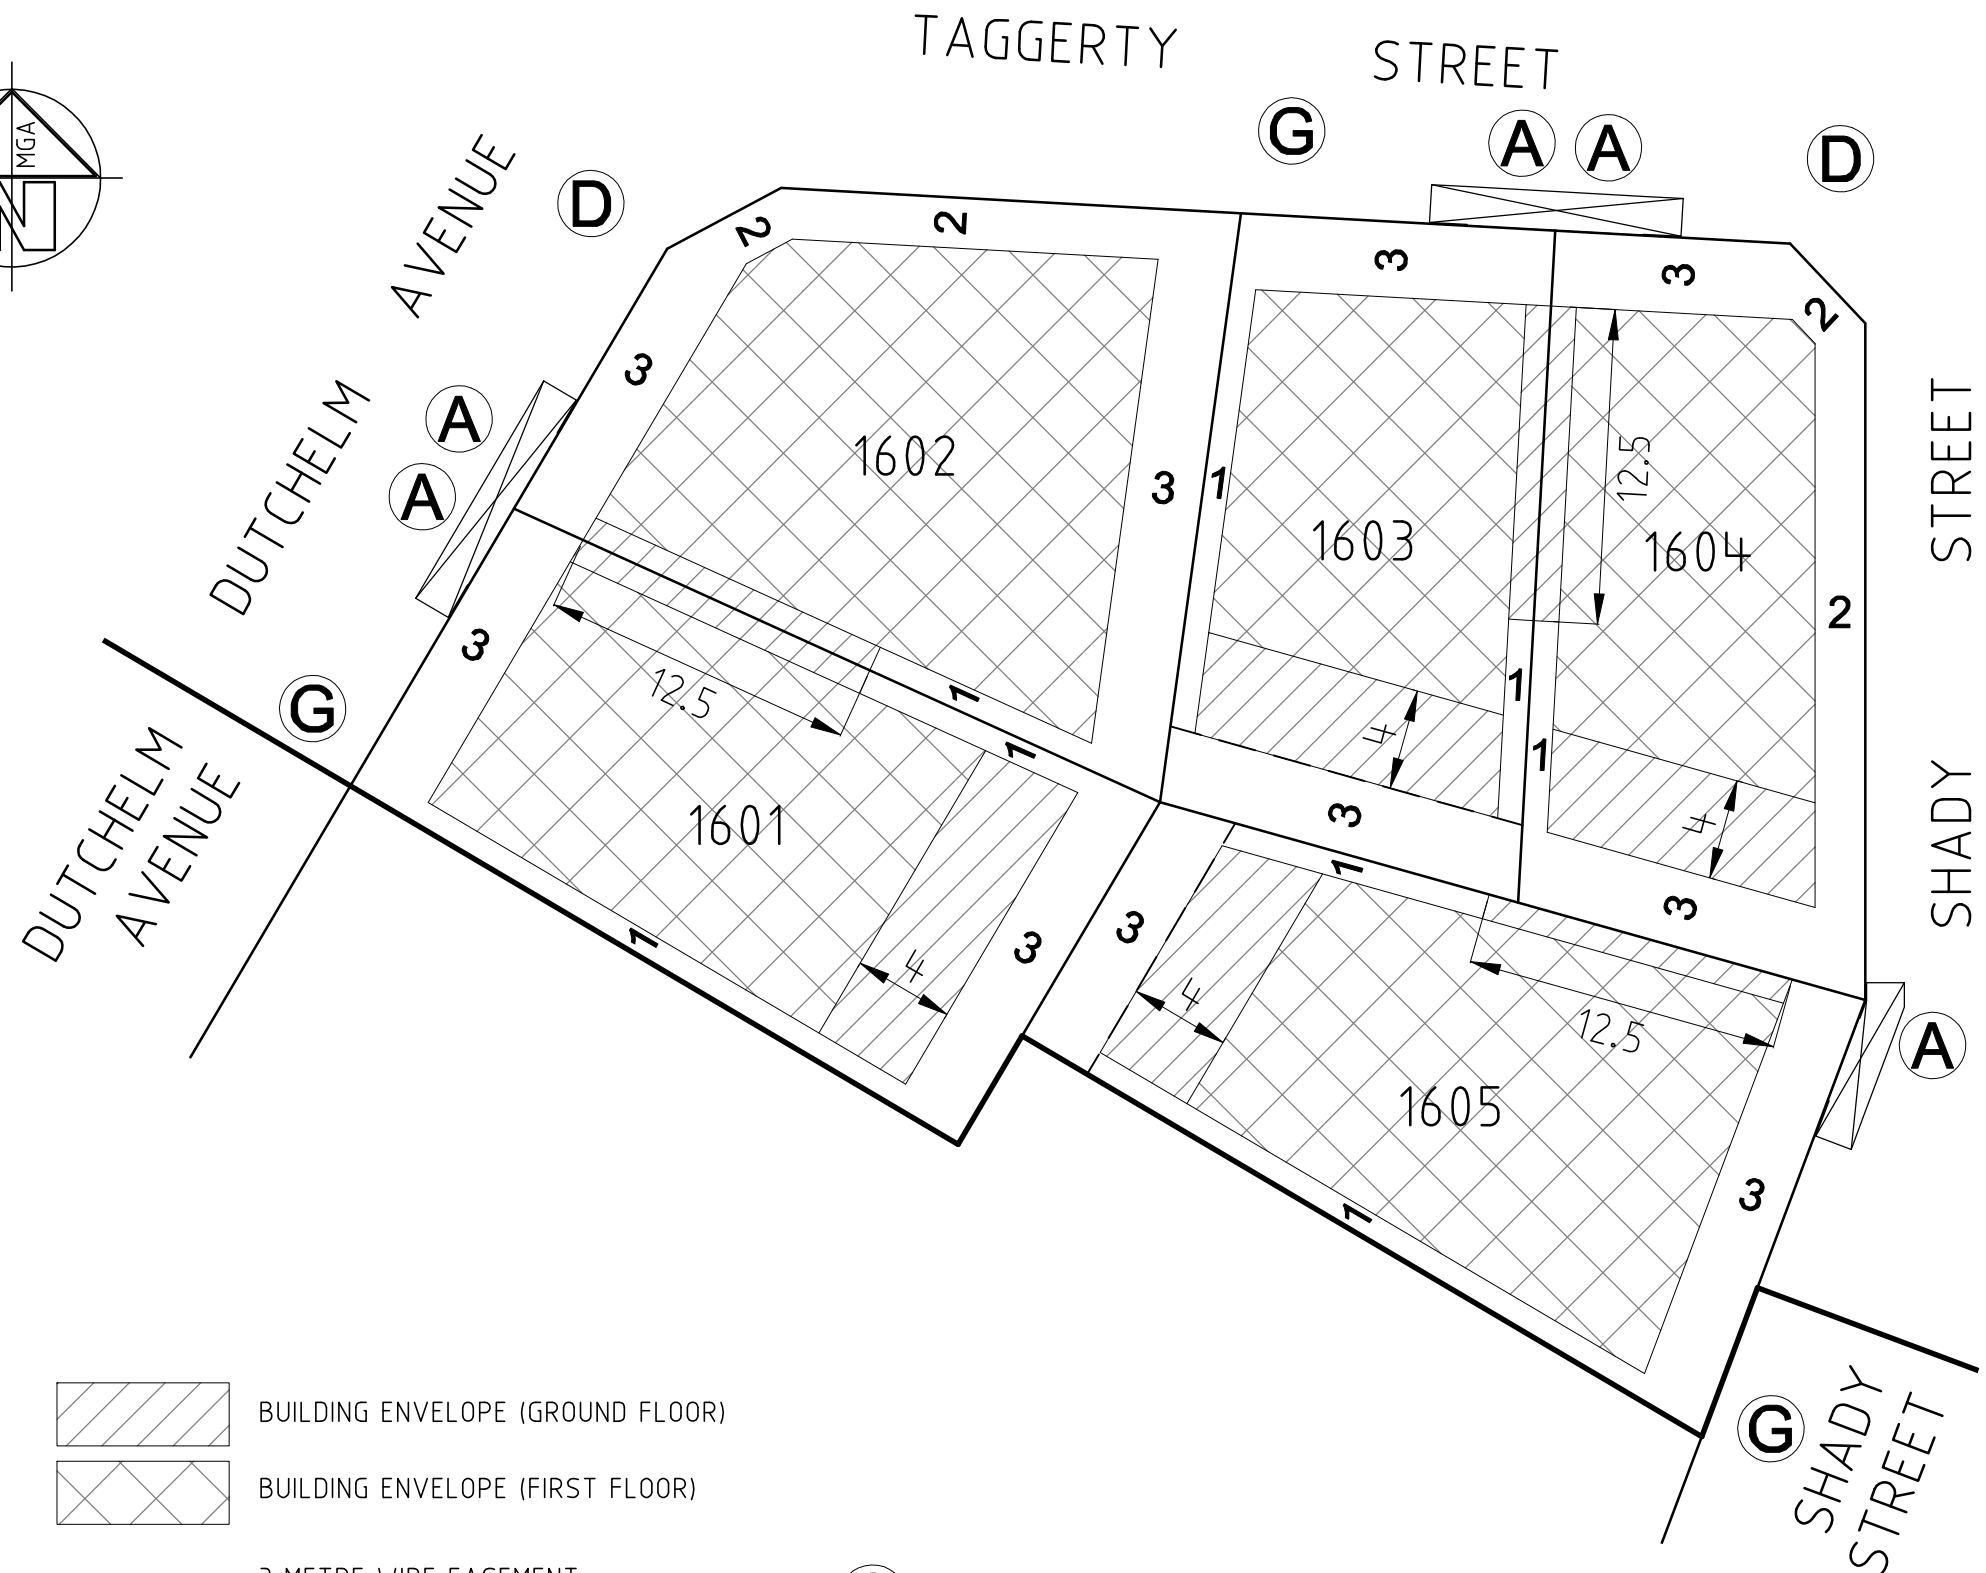 TAGGERTY STREET
MGA
N
G
A
A
D
D
DUTCHELM AVENUE
A
A
2
2
3
3
2
3
1602
3
1
12.5
1603
1604
2
3
G
12.5
1
1
1
1
4
4
1601
3
3
1
3
3
1
4
4
12.5
1605
A
3
1
STREET
SHADY
DUTCHELM
AVENUE
G
SHADY
STREET
BUILDING ENVELOPE (GROUND FLOOR)
BUILDING ENVELOPE (FIRST FLOOR)